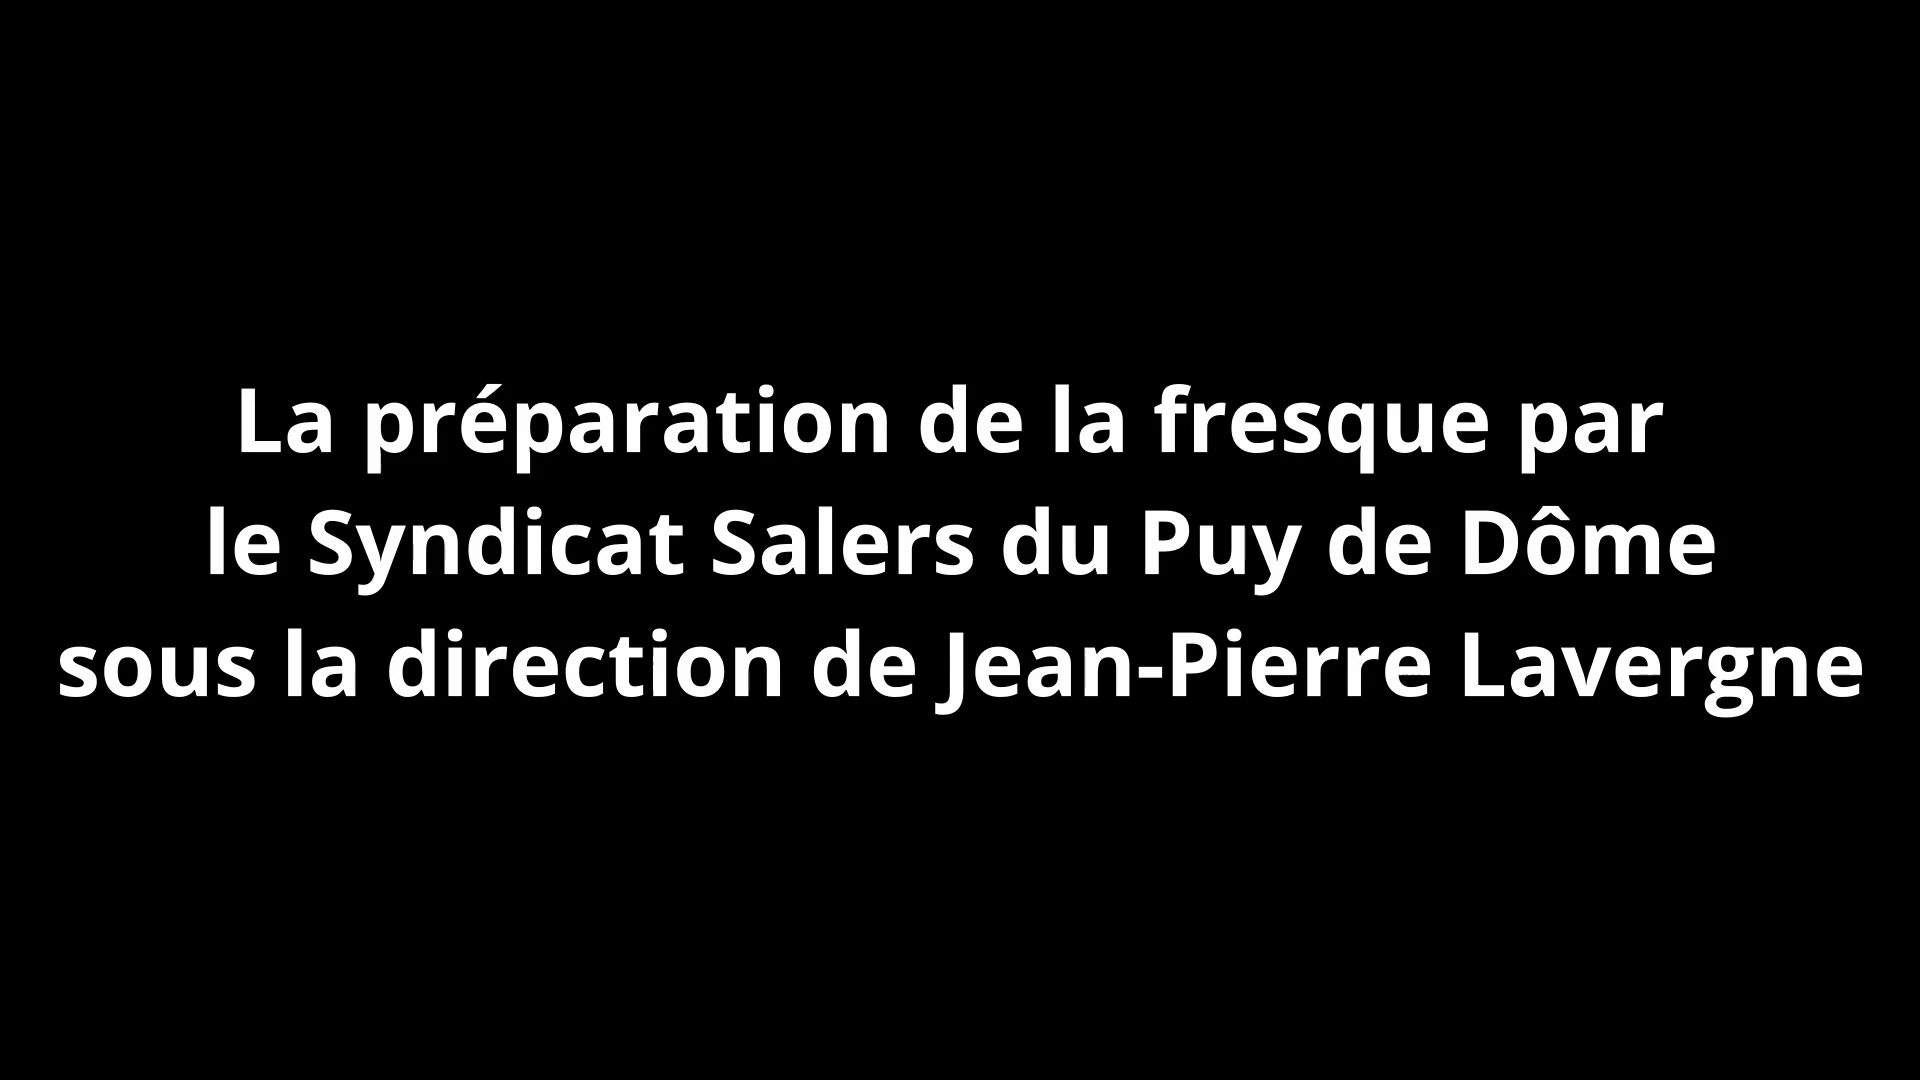 La préparation de la fresque par
le Syndicat Salers du Puy de Dôme
sous la direction de Jean-Pierre Lavergne